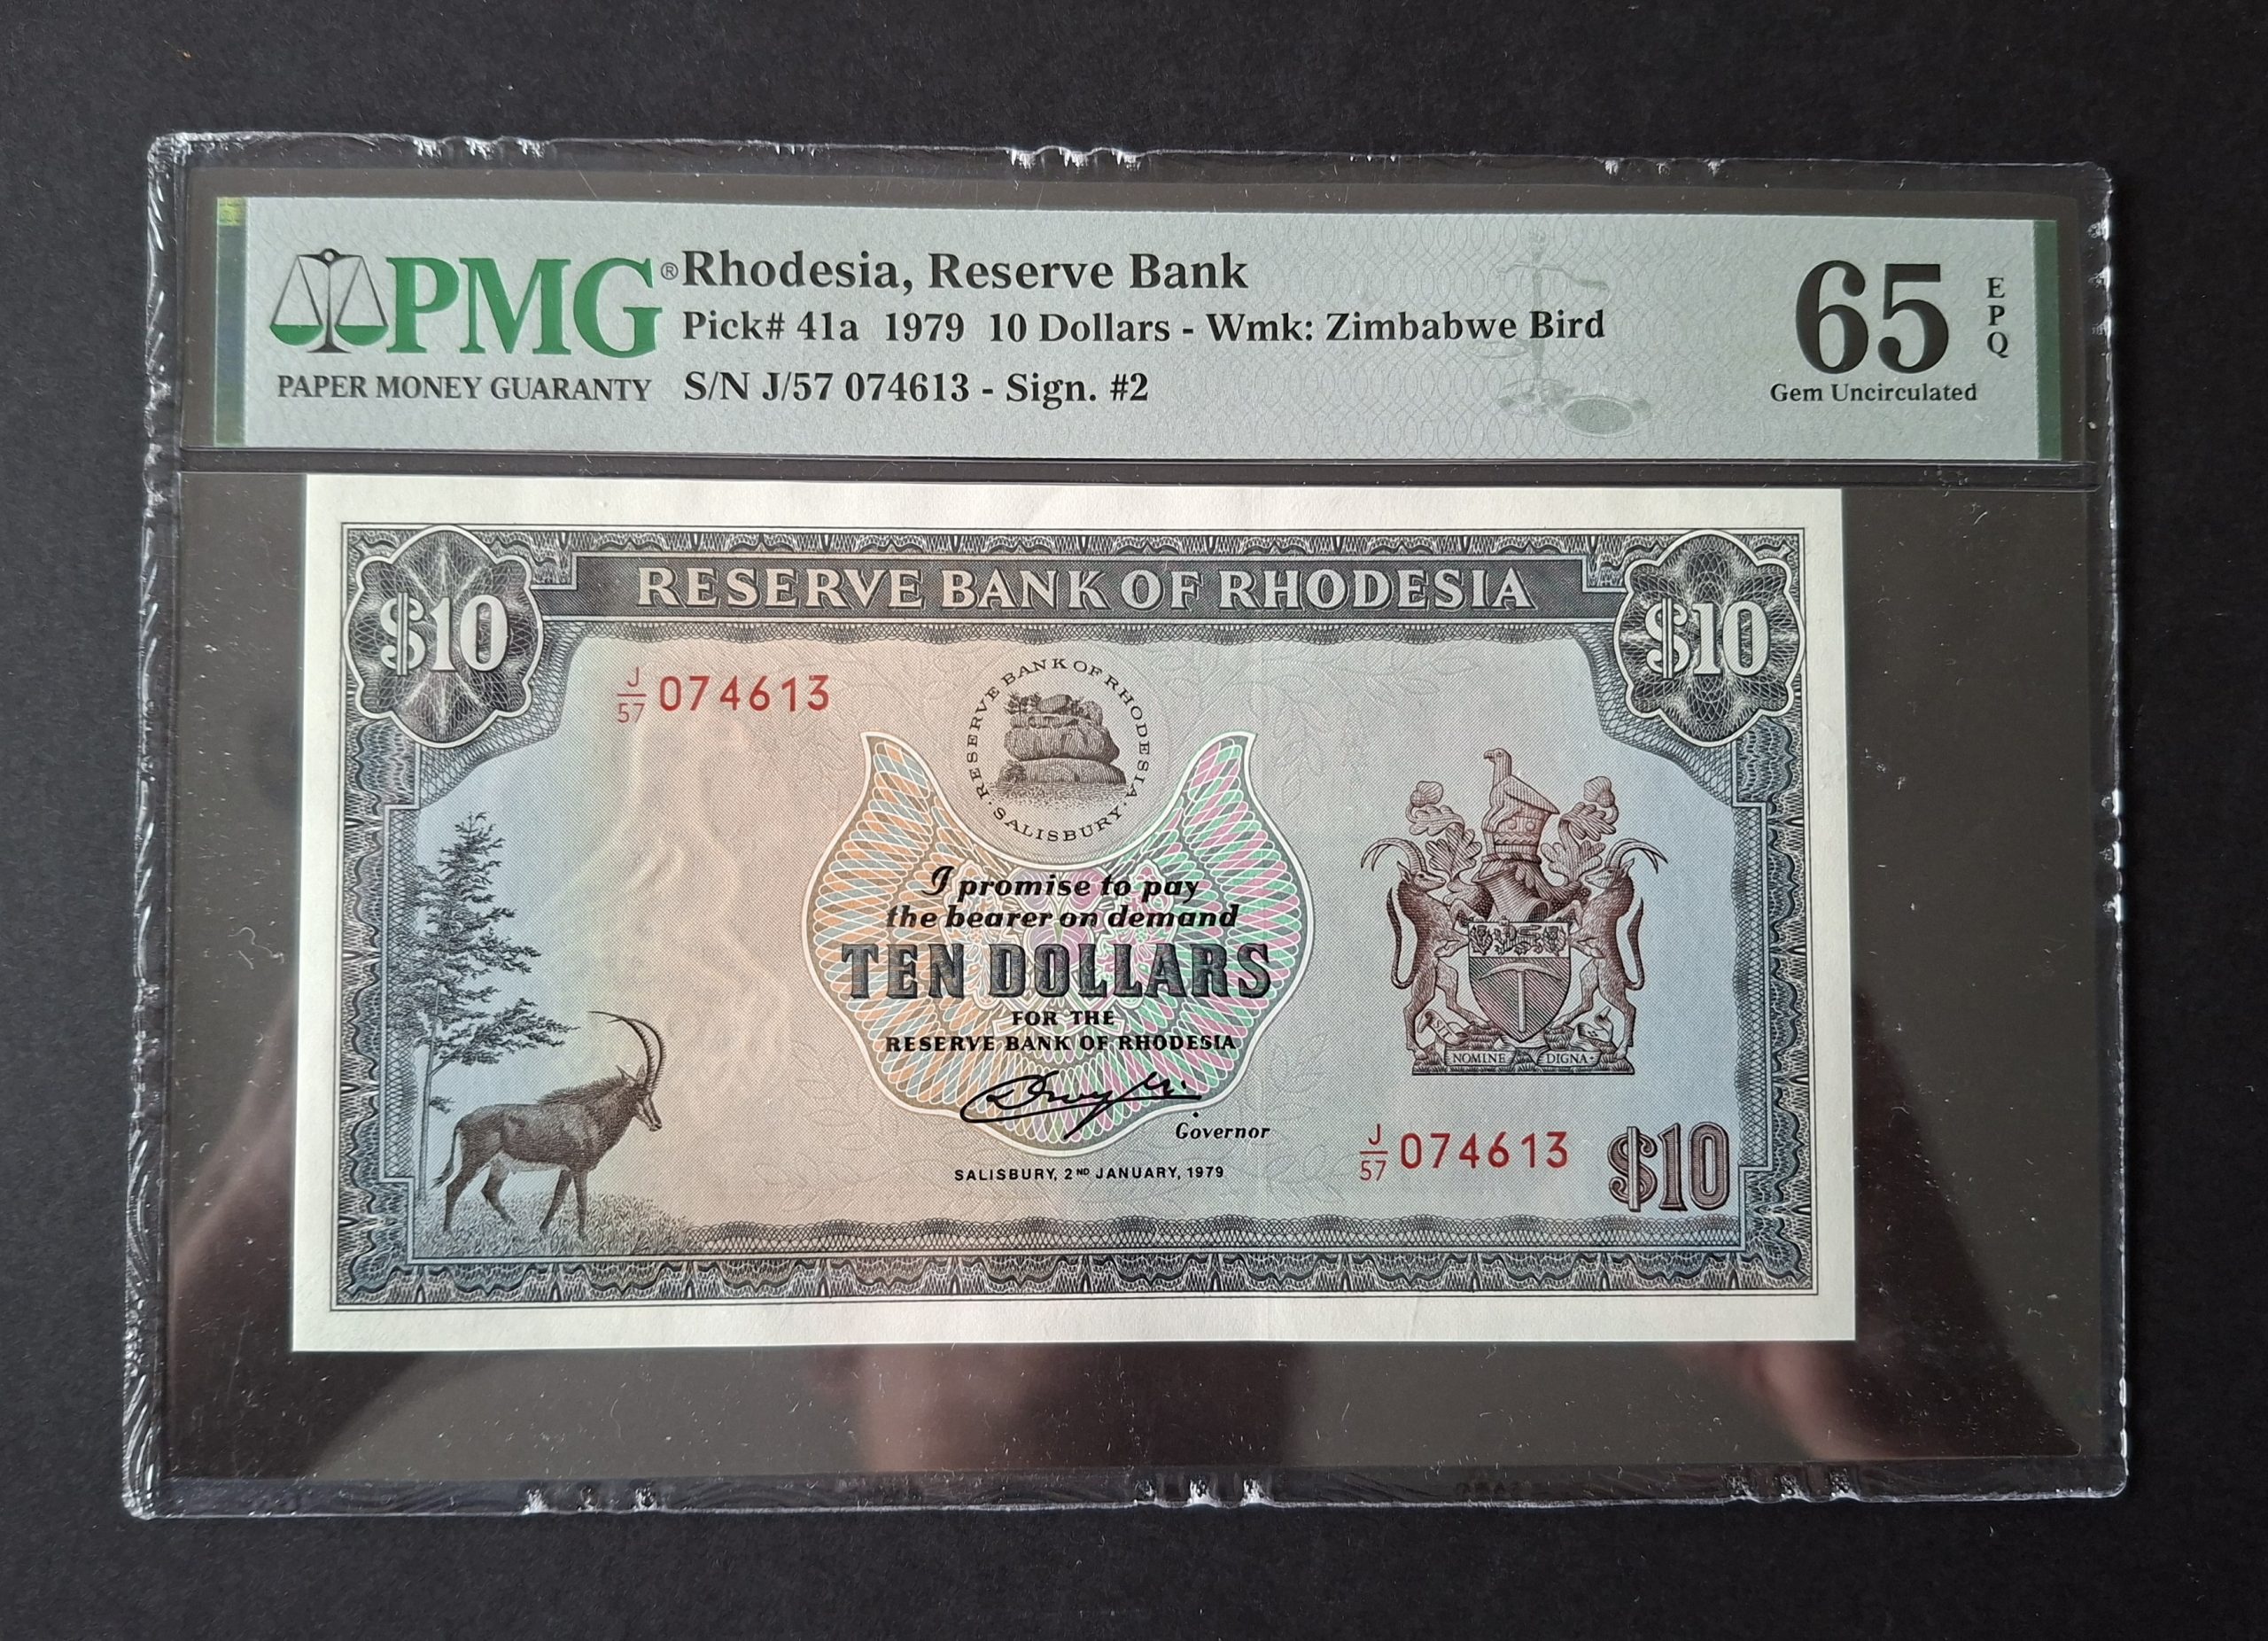 PMG®
PAPER MONEY GUARANTY
Rhodesia, Reserve Bank
Pick# 41a 1979 10 Dollars - Wmk: Zimbabwe Bird
S/N J/57 074613 - Sign. #2
65
EPQ
Gem Uncirculated
$10
RESERVE BANK OF RHODESIA
$10
J/57 074613
RESERVE BANK OF RHODESIA · SALISBURY ·
I promise to pay
the bearer on demand
TEN DOLLARS
FOR THE
RESERVE BANK OF RHODESIA
Governor
SALISBURY, 2ND JANUARY, 1979
NOMINE DIGNA
J/57 074613
$10